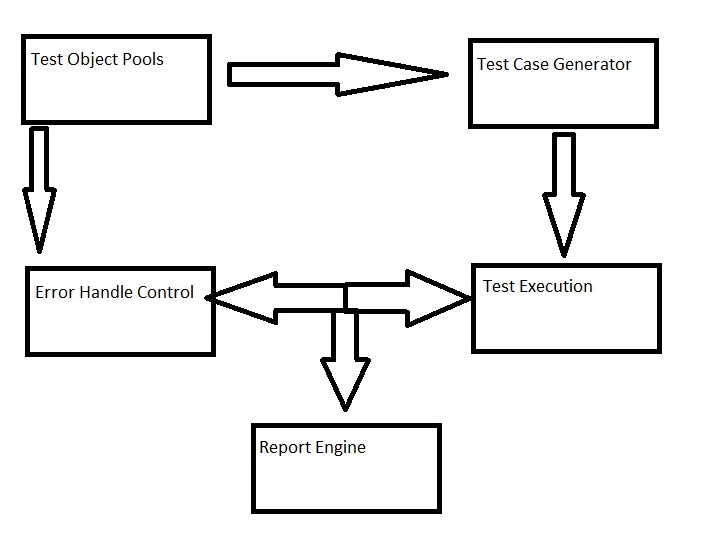 Test Object Pools
Test Case Generator
Error Handle Control
Test Execution
Report Engine